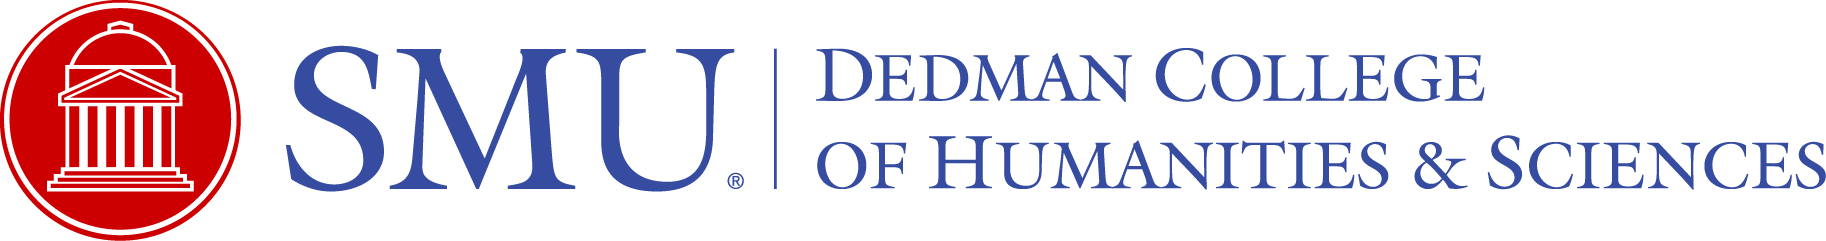 SMU®
DEDMAN COLLEGE
OF HUMANITIES & SCIENCES